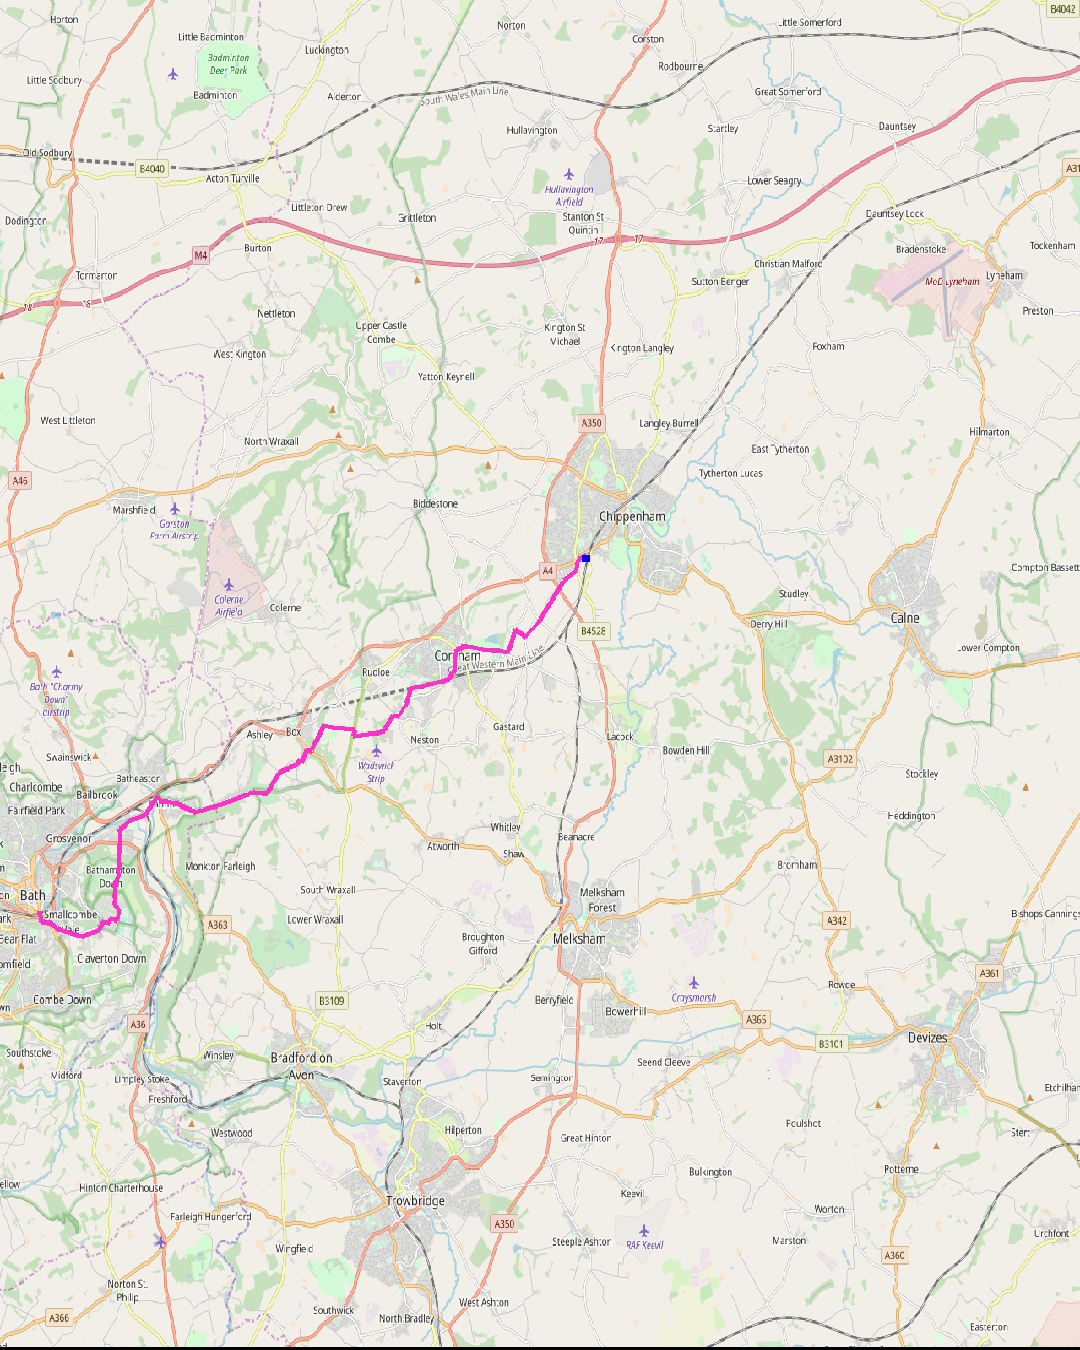 Horton
Norton
Little Somerford
B4042
Little Badminton
Luckington
Corston
Badminton
Deer Park
Rodbourne
Little Sodbury
Badminton
Alderton
South Wales Main Line
Great Somerford
Hullavington
Startley
Dauntsey
Old Sodbury
B4040
Acton Turville
Hullavington
Airfield
Lower Seagry
Littleton Drew
Grittleton
Stanton St
Quintin
Dauntsey Lock
Dodington
M4
Burton
17
17
Bradenstoke
Tockenham
Christian Malford
Tormarton
Sutton Benger
MoD Lyneham
Lyneham
18
18
Nettleton
Preston
Upper Castle
Combe
Kington St
Michael
Kington Langley
Foxham
West Kington
Yatton Keynell
West Littleton
A350
Langley Burrell
Hilmarton
North Wraxall
East Tytherton
A46
Tytherton Lucas
Marshfield
Biddestone
Garston
Farm Airstrip
Chippenham
A4
Compton Bassett
Colerne
Airfield
Colerne
Studley
Calne
Derry Hill
B4528
Corsham
Great Western Main Line
Lower Compton
Rudloe
Bath "Charmy
Down"
airstrip
Gastard
Ashley
Box
Neston
Lacock
Bowden Hill
Swainswick
Wadswick
Strip
A3102
Batheaston
Stockley
Charlcombe
Bailbrook
Fairfield Park
Heddington
Whitley
Beanacre
Grosvenor
Atworth
Shaw
Monkton Farleigh
Bromham
Bathampton
Down
South Wraxall
Melksham
Forest
Bath
Smallcombe
Vale
Lower Wraxall
A363
A342
Bishops Cannings
Bear Flat
Broughton
Gifford
Melksham
Claverton Down
A361
Combe Down
Berryfield
Craysmarsh
Rowde
B3109
Bowerhill
A36
Holt
A365
Devizes
B3101
Southstoke
Winsley
Bradford on
Avon
Seend Cleeve
Midford
Limpley Stoke
Staverton
Semington
Freshford
Etchilhampton
Westwood
Hilperton
Great Hinton
Poulshot
Bulkington
Potterne
Hinton Charterhouse
Trowbridge
Keevil
Worton
Farleigh Hungerford
A350
Wingfield
Steeple Ashton
RAF Keevil
Marston
Urchfont
A360
Norton St.
Philip
A366
Southwick
West Ashton
North Bradley
Easterton